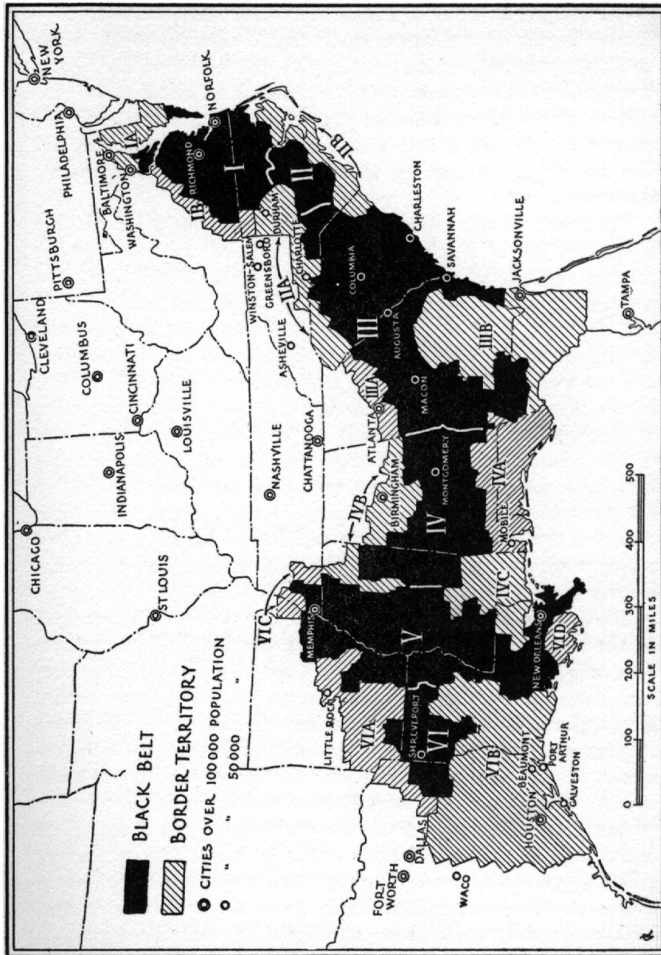 BLACK BELT
BORDER TERRITORY
CITIES OVER 100 000 POPULATION
" " 50 000 "
CHICAGO
CLEVELAND
PITTSBURGH
NEW YORK
PHILADELPHIA
COLUMBUS
INDIANAPOLIS
CINCINNATI
BALTIMORE
WASHINGTON
IA
ST LOUIS
LOUISVILLE
IB
RICHMOND
I
NORFOLK
WINSTON-SALEM
GREENSBORO
DURHAM
NASHVILLE
ASHEVILLE
IIA
CHARLOTTE
II
IIB
VIC
MEMPHIS
CHATTANOOGA
LITTLE ROCK
IVB
ATLANTA
IIIA
III
COLUMBIA
AUGUSTA
CHARLESTON
VIA
BIRMINGHAM
MACON
SAVANNAH
FORT
WORTH
DALLAS
SHREVEPORT
VI
V
IV
MONTGOMERY
IIIB
WACO
VIB
IVC
MOBILE
IVA
JACKSONVILLE
HOUSTON
BEAUMONT
PORT
ARTHUR
GALVESTON
NEW ORLEANS
VID
TAMPA
0 100 200 300 400 500
SCALE IN MILES